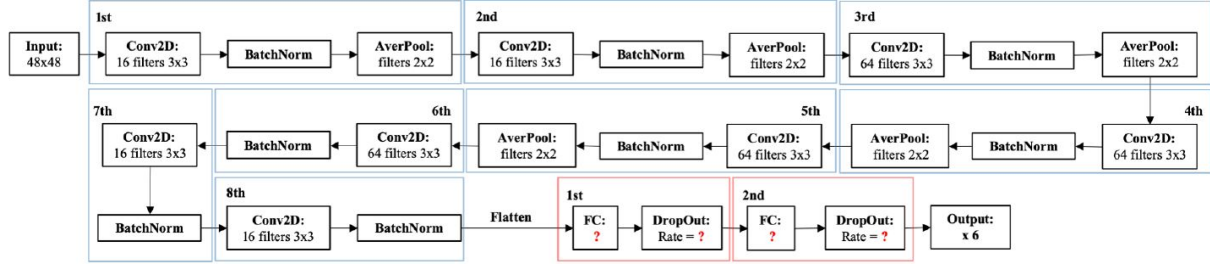 1st
2nd
3rd
Input:
48x48
Conv2D:
16 filters 3x3
BatchNorm
AverPool:
filters 2x2
Conv2D:
16 filters 3x3
BatchNorm
AverPool:
filters 2x2
Conv2D:
64 filters 3x3
BatchNorm
AverPool:
filters 2x2
7th
6th
5th
4th
Conv2D:
16 filters 3x3
BatchNorm
Conv2D:
64 filters 3x3
AverPool:
filters 2x2
BatchNorm
Conv2D:
64 filters 3x3
AverPool:
filters 2x2
BatchNorm
Conv2D:
64 filters 3x3
8th
1st
2nd
BatchNorm
Conv2D:
16 filters 3x3
BatchNorm
Flatten
FC:
?
DropOut:
Rate = ?
FC:
?
DropOut:
Rate = ?
Output:
x 6